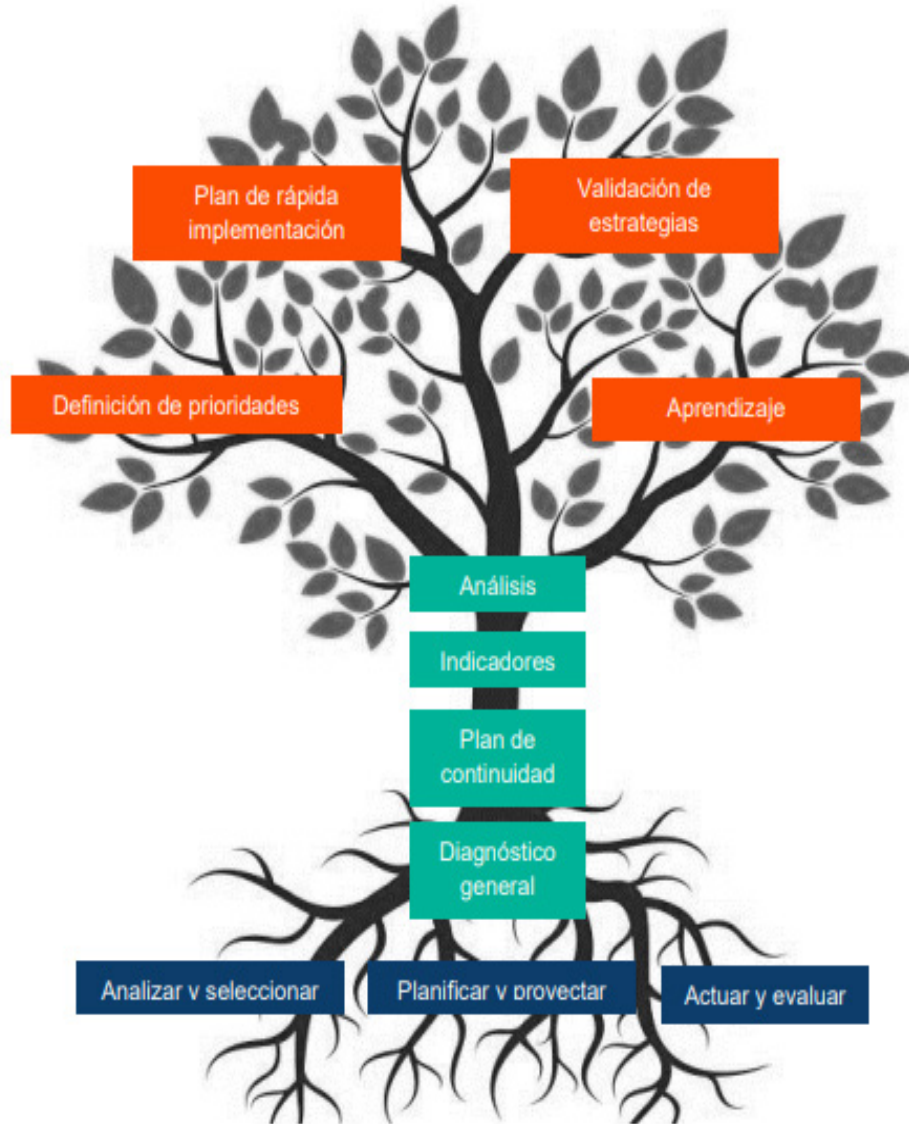 Plan de rápida
implementación
Validación de
estrategias
Definición de prioridades
Aprendizaje
Análisis
Indicadores
Plan de
continuidad
Diagnóstico
general
Analizar y seleccionar
Planificar y proyectar
Actuar y evaluar